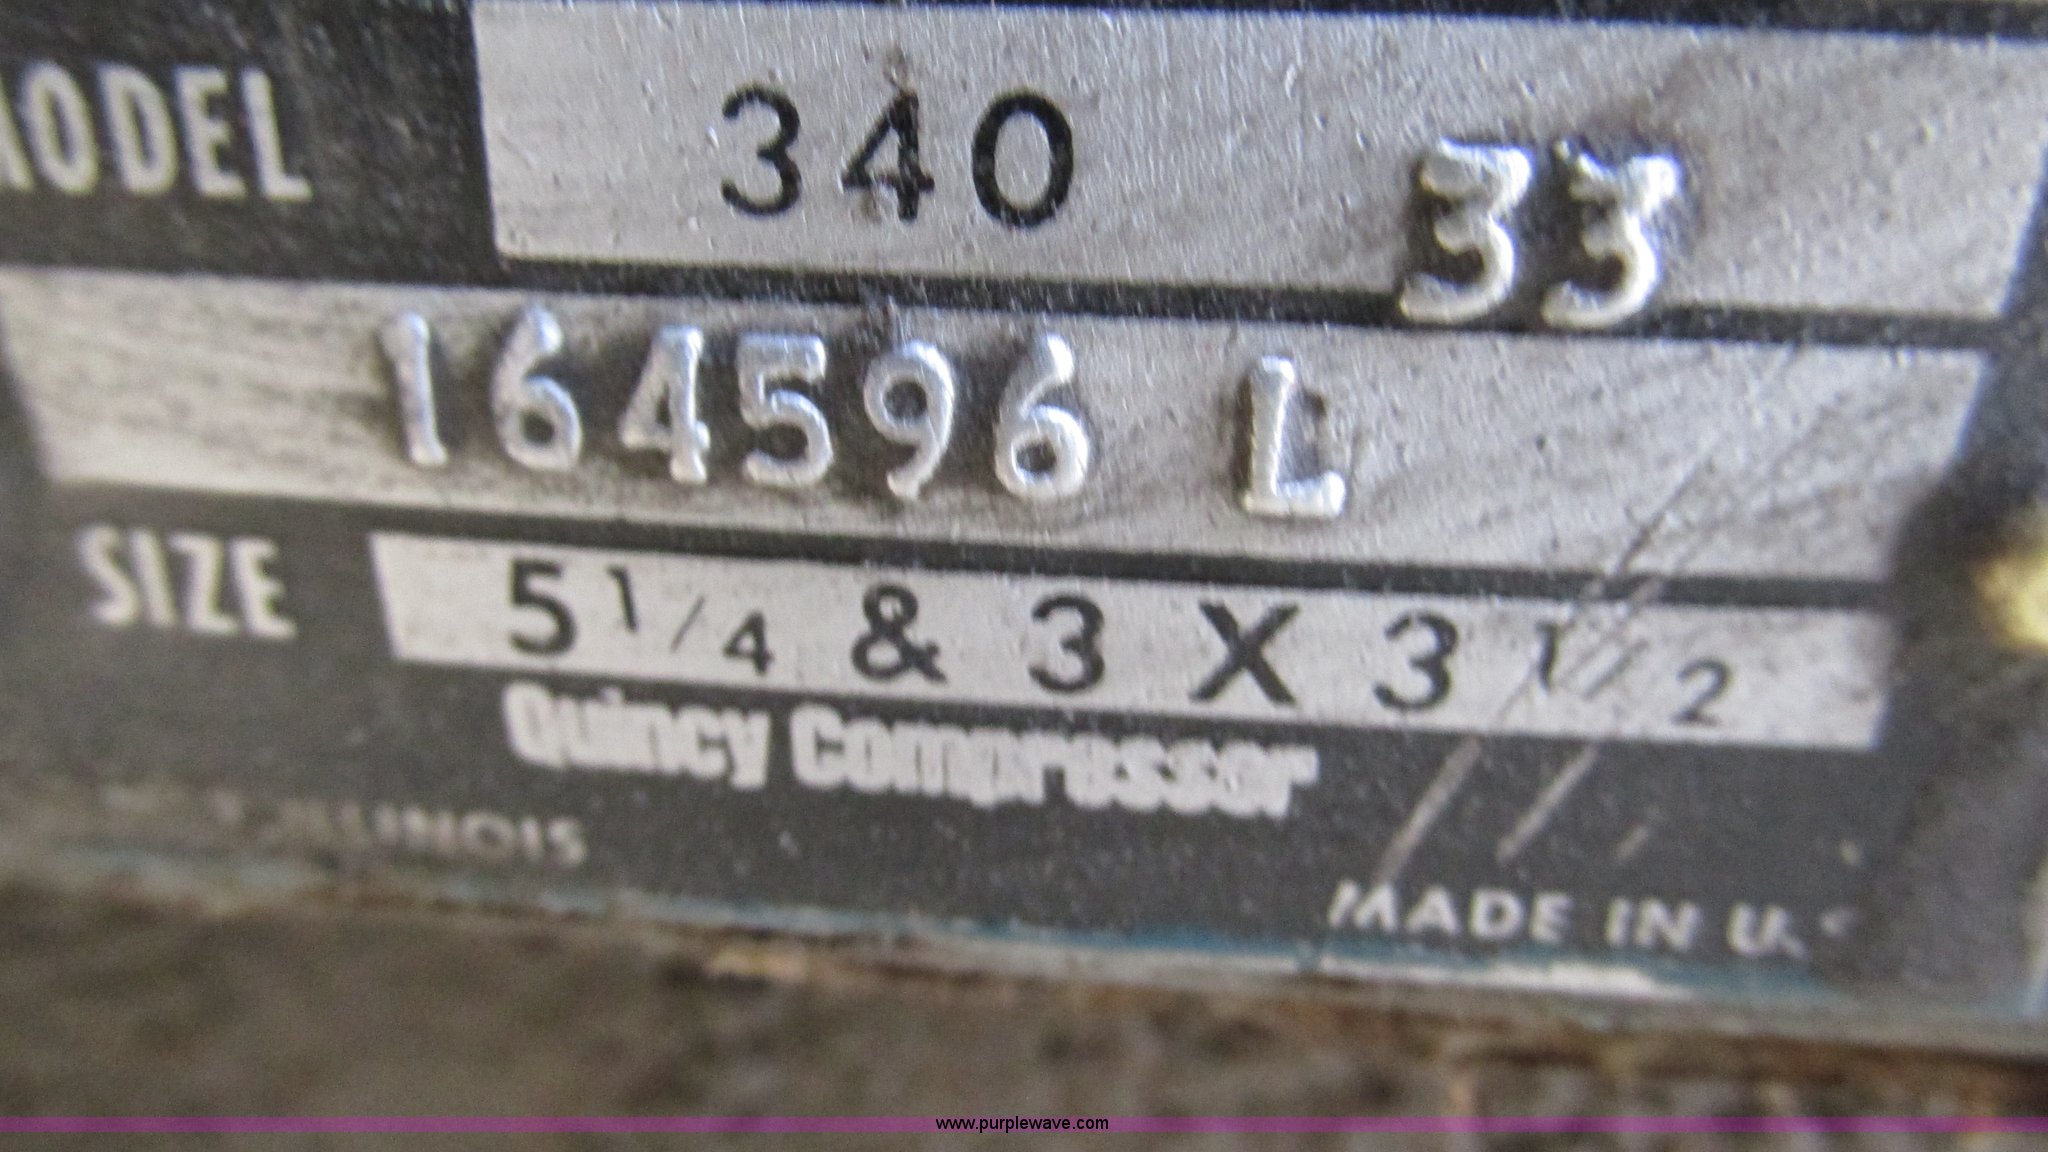 MODEL 340 33
164596 L
SIZE 5 1/4 & 3 X 3 1/2
Quincy Compressor
ILLINOIS
MADE IN U.
www.purplewave.com